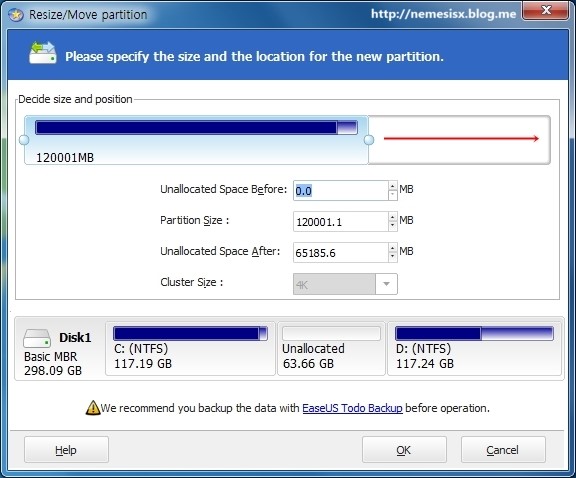 Resize/Move partition
http://nemesisx.blog.me
Please specify the size and the location for the new partition.
Decide size and position
120001MB
Unallocated Space Before: 0.0 MB
Partition Size : 120001.1 MB
Unallocated Space After: 65185.6 MB
Cluster Size : 4K
Disk1
Basic MBR
298.09 GB
C: (NTFS)
117.19 GB
Unallocated
63.66 GB
D: (NTFS)
117.24 GB
We recommend you backup the data with EaseUS Todo Backup before operation.
Help
OK
Cancel